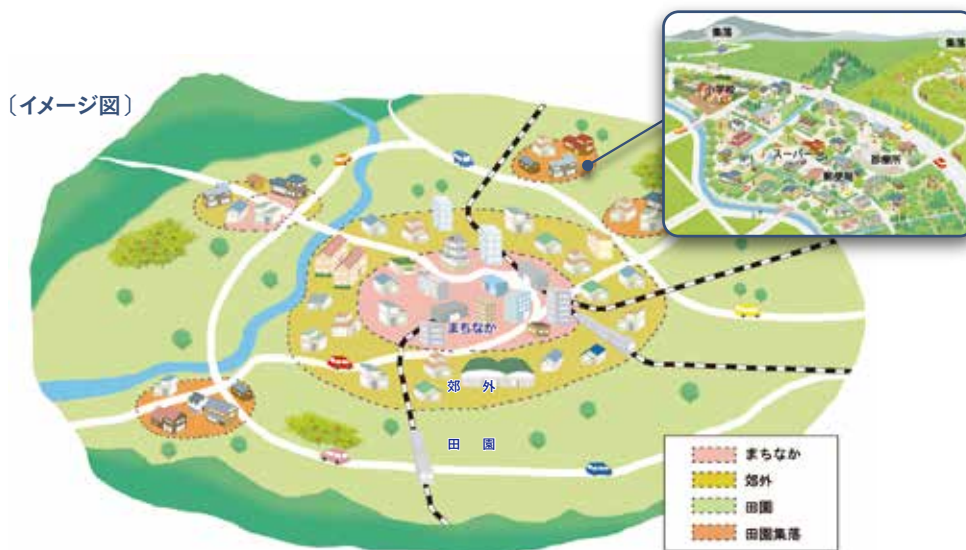 〔イメージ図〕
集落
集落
小学校
スーパー
診療所
郵便局
まちなか
郊 外
田 園
まちなか
郊外
田園
田園集落